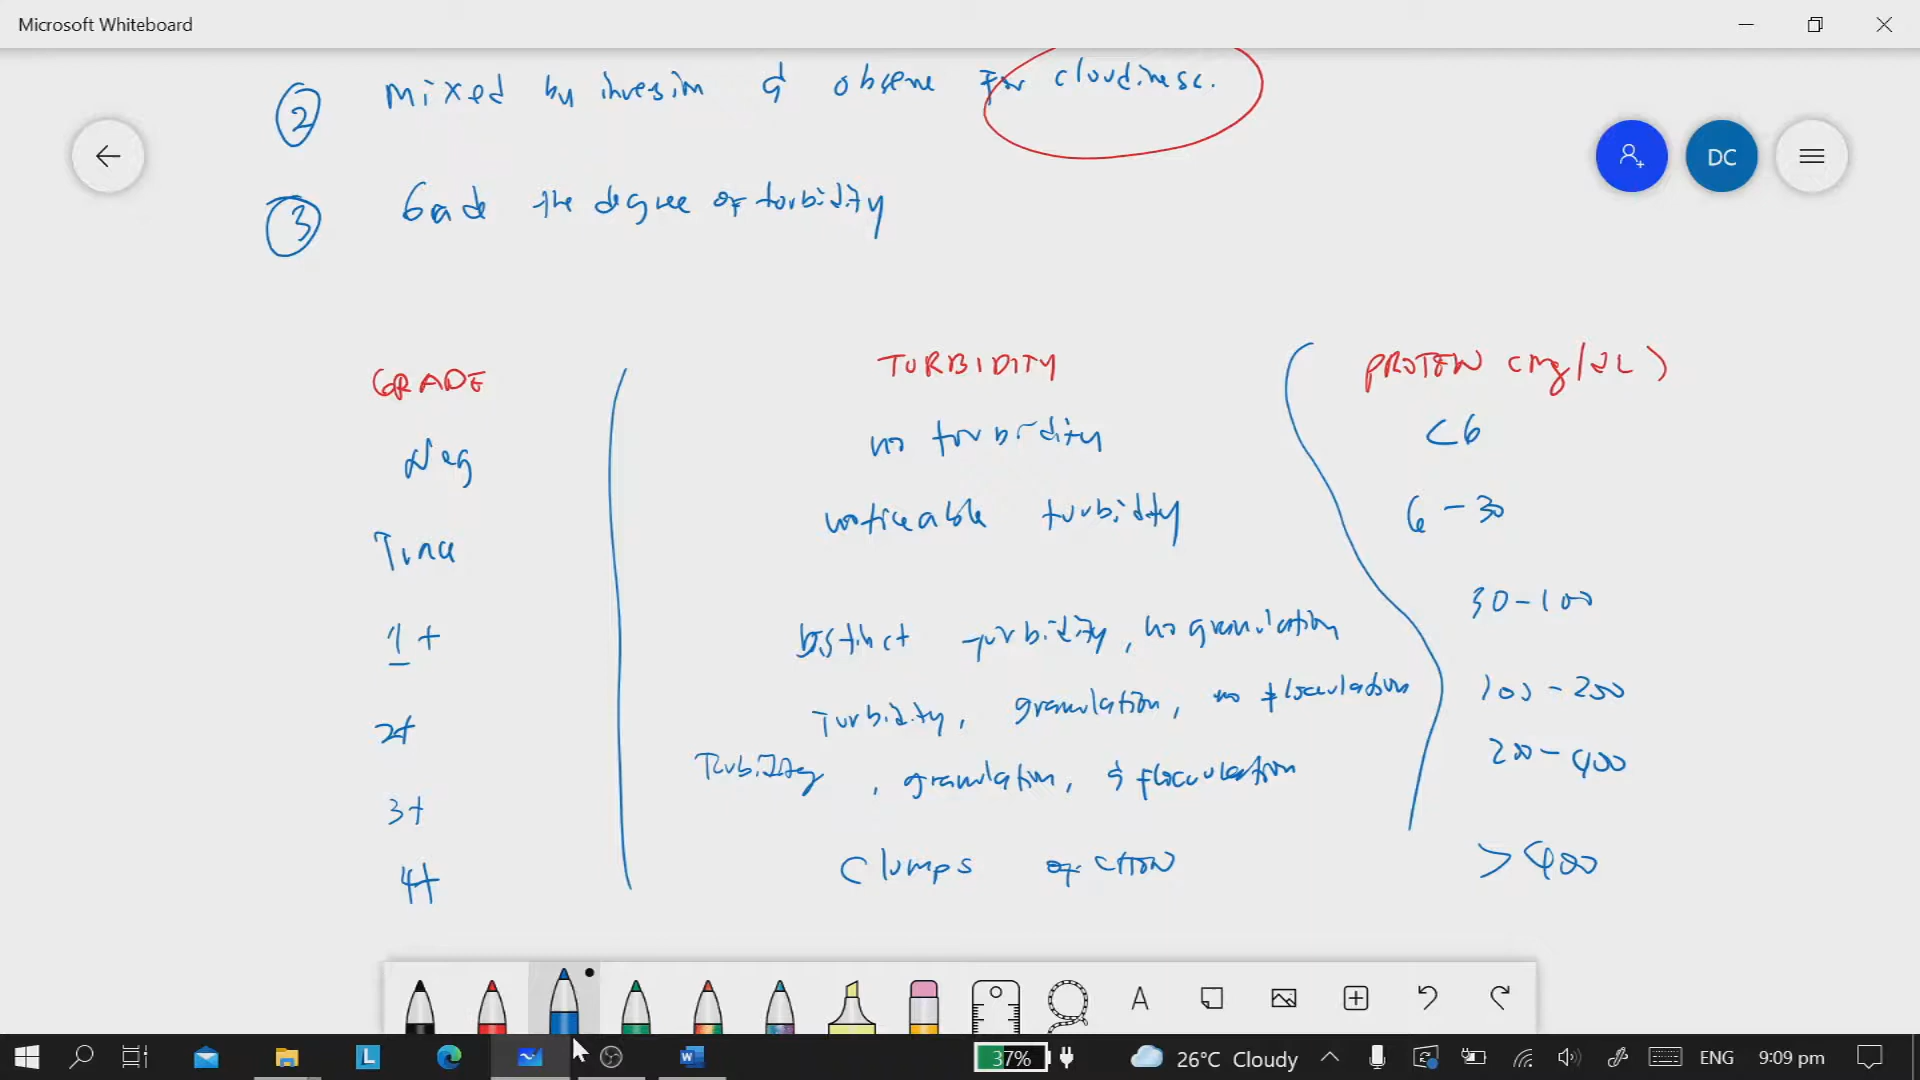 Microsoft Whiteboard
2 Mixed by inversion & observe for cloudiness.
DC
3 Grade the degree of turbidity
GRADE TURBIDITY PROTEIN (mg/dL)
Neg no turbidity <6
Trace noticeable turbidity 6-30
1+ Distinct turbidity, no granulation 30-100
2+ Turbidity, granulation, no flocculation 100-200
3+ Turbidity, granulation, & flocculation 200-400
4+ Clumps of >400
A
L W 37% 26°C Cloudy ENG 9:09 pm